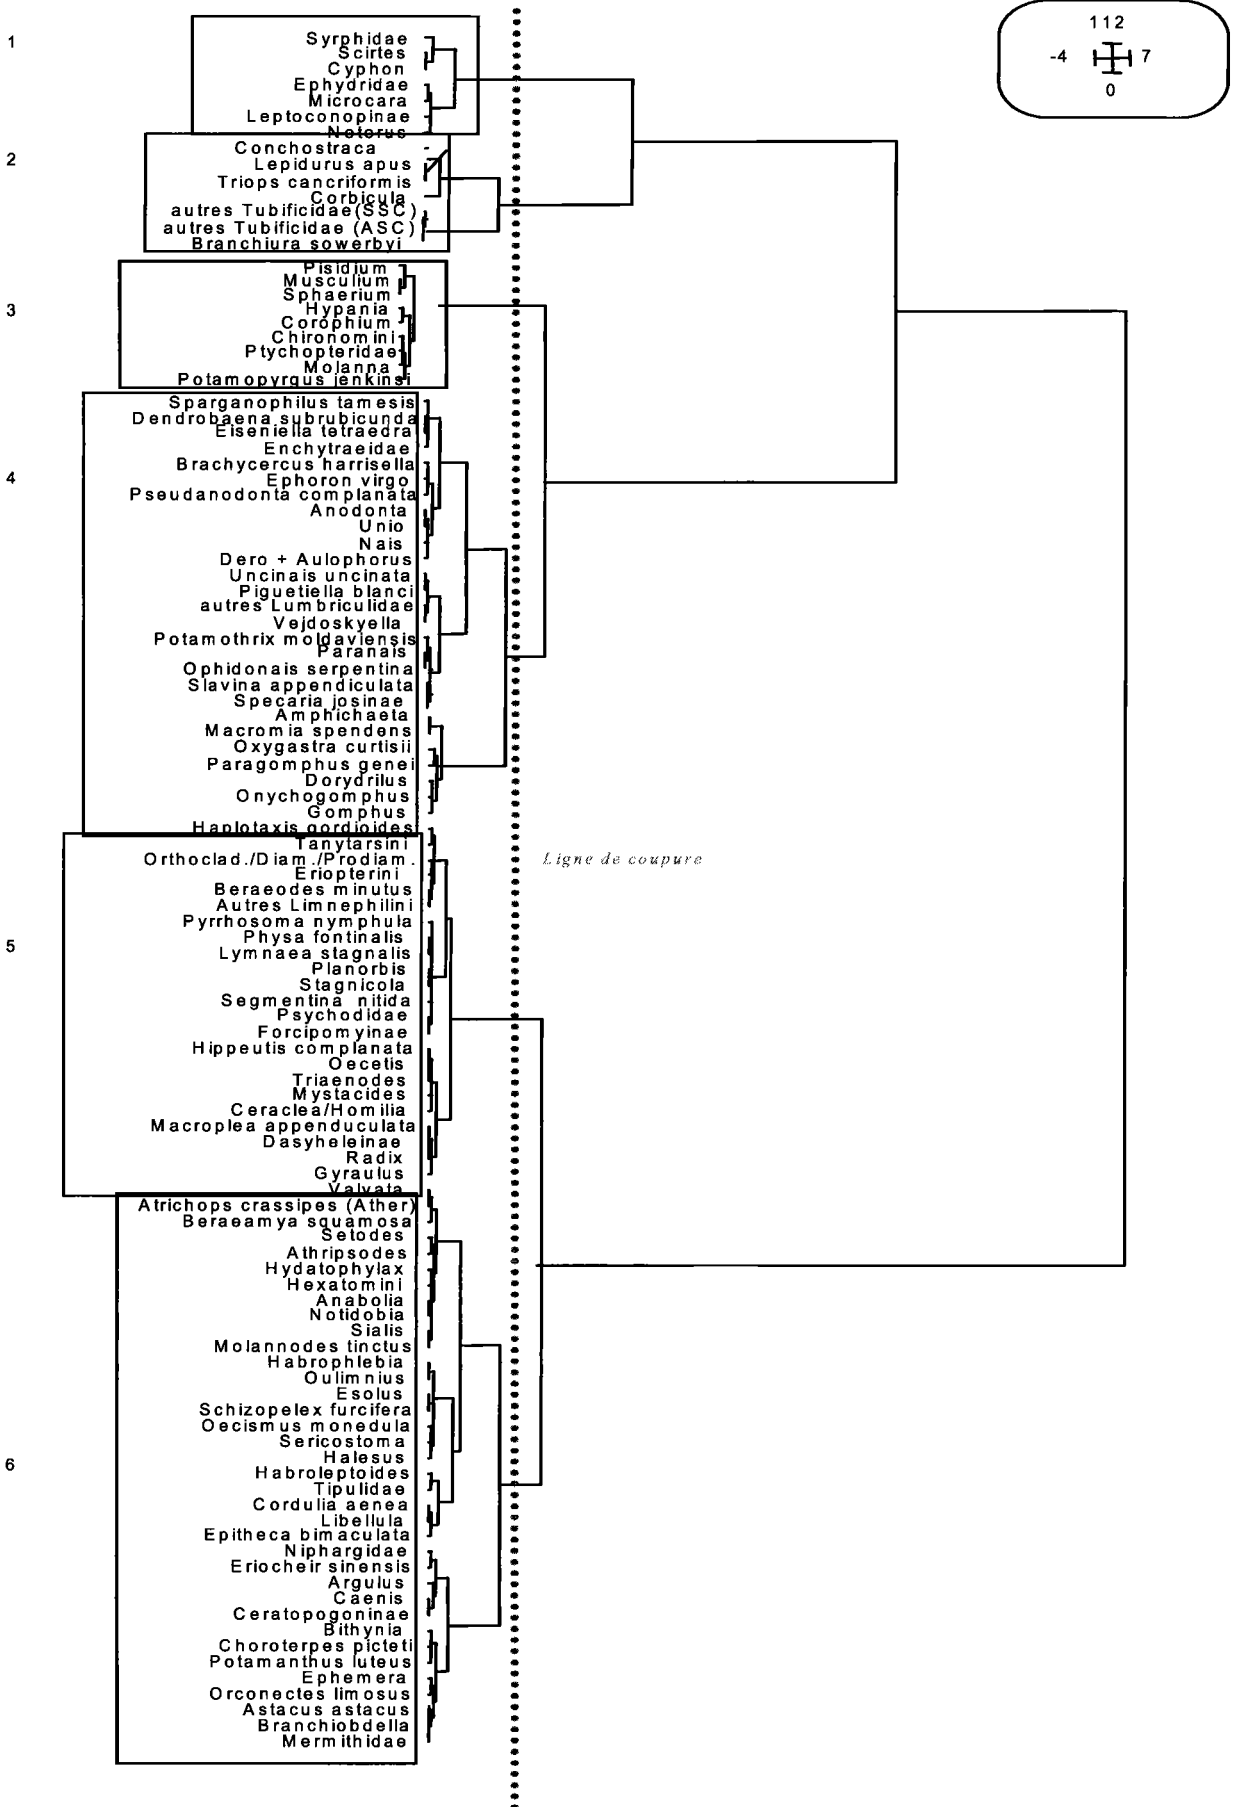 112
-4 7
0
1
Syrphidae
Scirtes
Cyphon
Ephydridae
Microcara
Leptoconopinae
Noterus
2
Conchostraca
Lepidurus apus
Triops cancriformis
Corbicula
autres Tubificidae(SSC)
autres Tubificidae (ASC)
Branchiura sowerbyi
3
Pisidium
Musculium
Sphaerium
Hypania
Corophium
Chironomini
Ptychopteridae
Molanna
Potamopyrgus jenkinsi
4
Sparganophilus tamesis
Dendrobaena subrubicunda
Eiseniella tetraedra
Enchytraeidae
Brachycercus harrisella
Ephoron virgo
Pseudanodonta complanata
Anodonta
Unio
Nais
Dero + Aulophorus
Uncinais uncinata
Piguetiella blanci
autres Lumbriculidae
Vejdoskyella
Potamothrix moldaviensis
Paranais
Ophidonais serpentina
Slavina appendiculata
Specaria josinae
Amphichaeta
Macromia spendens
Oxygastra curtisii
Paragomphus genei
Dorydrilus
Onychogomphus
Gomphus
Haplotaxis gordioides
5
Tanytarsini
Orthoclad./Diam./Prodiam.
Ligne de coupure
Eriopterini
Beraeodes minutus
Autres Limnephilini
Pyrrhosoma nymphula
Physa fontinalis
Lymnaea stagnalis
Planorbis
Stagnicola
Segmentina nitida
Psychodidae
Forcipomyinae
Hippeutis complanata
Oecetis
Triaenodes
Mystacides
Ceraclea/Homilia
Macroplea appenduculata
Dasyheleinae
Radix
Gyraulus
Valvata
6
Atrichops crassipes (Ather)
Beraeamya squamosa
Setodes
Athripsodes
Hydatophylax
Hexatomini
Anabolia
Notidobia
Sialis
Molannodes tinctus
Habrophlebia
Oulimnius
Esolus
Schizopelex furcifera
Oecismus monedula
Sericostoma
Halesus
Habroleptoides
Tipulidae
Cordulia aenea
Libellula
Epitheca bimaculata
Niphargidae
Eriocheir sinensis
Argulus
Caenis
Ceratopogoninae
Bithynia
Choroterpes picteti
Potamanthus luteus
Ephemera
Orconectes limosus
Astacus astacus
Branchiobdella
Mermithidae